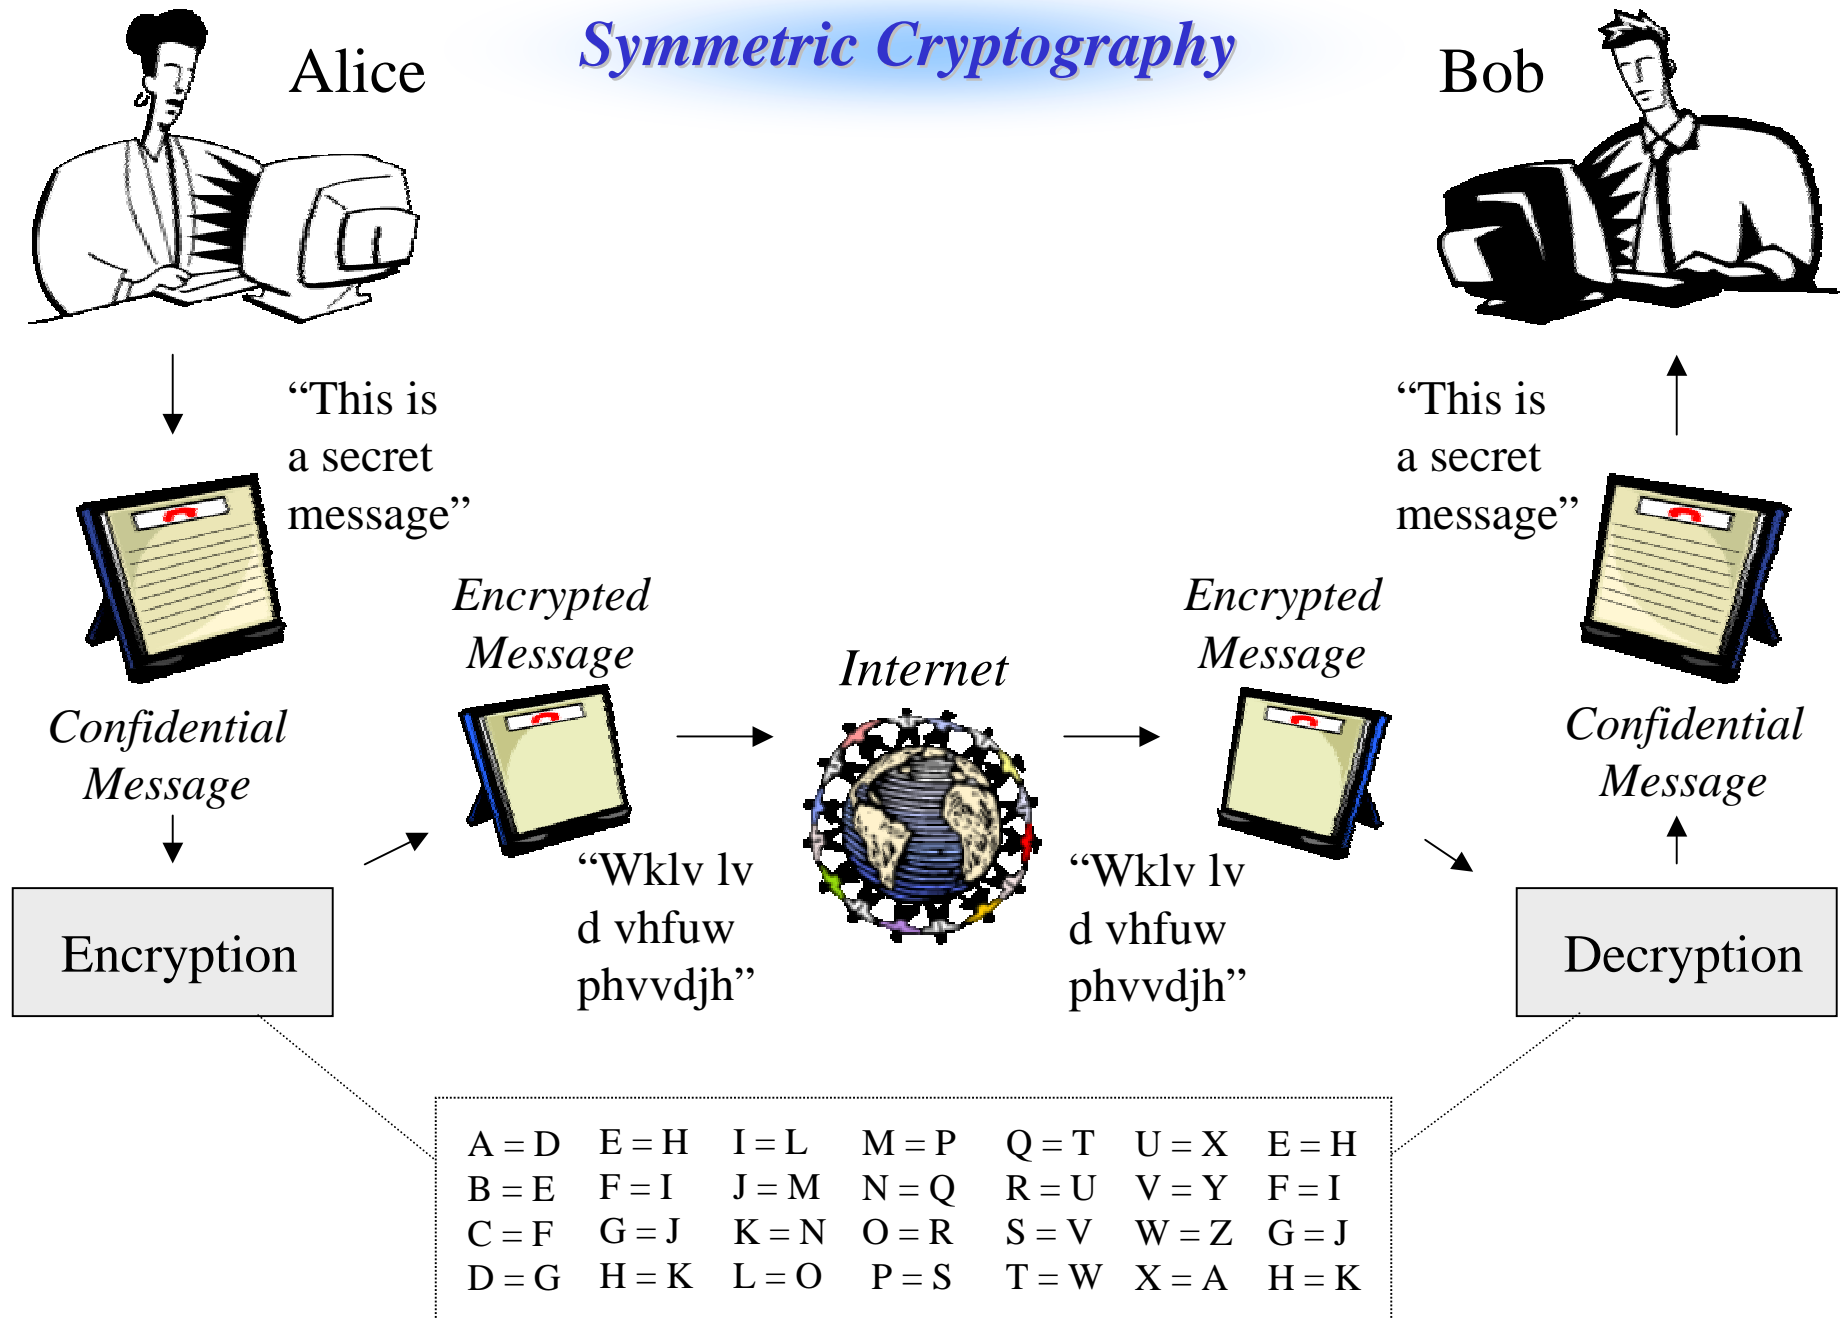 Symmetric Cryptography
Alice
Bob
“This is
a secret
message”
“This is
a secret
message”
Encrypted
Message
Encrypted
Message
Internet
Confidential
Message
Confidential
Message
“Wklv lv
d vhfuw
phvvdjh”
“Wklv lv
d vhfuw
phvvdjh”
Encryption
Decryption
A = D E = H I = L M = P Q = T U = X E = H
B = E F = I J = M N = Q R = U V = Y F = I
C = F G = J K = N O = R S = V W = Z G = J
D = G H = K L = O P = S T = W X = A H = K